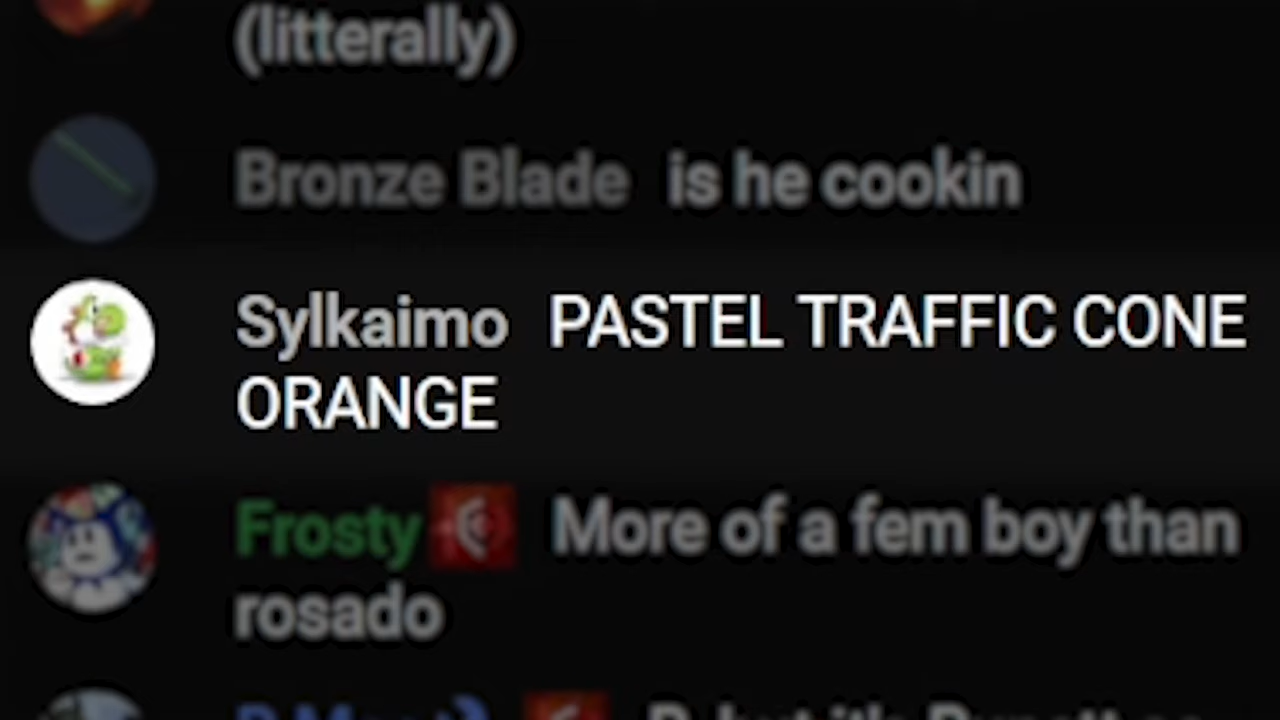 (litterally)
Bronze Blade is he cookin
Sylkaimo PASTEL TRAFFIC CONE
ORANGE
Frosty More of a fem boy than
rosado